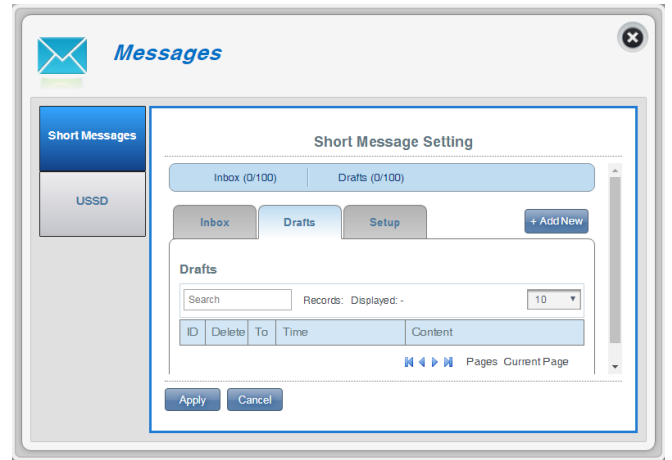 Messages
Short Messages
USSD
Short Message Setting
Inbox (0/100) Drafts (0/100)
Inbox Drafts Setup + Add New
Drafts
Search Records: Displayed: - 10
ID Delete To Time Content
Pages Current Page
Apply Cancel